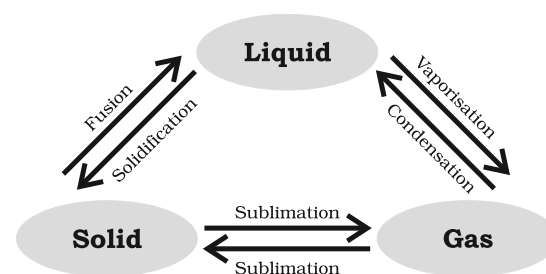 Liquid
Fusion
Solidification
Vaporisation
Condensation
Sublimation
Solid
Gas
Sublimation